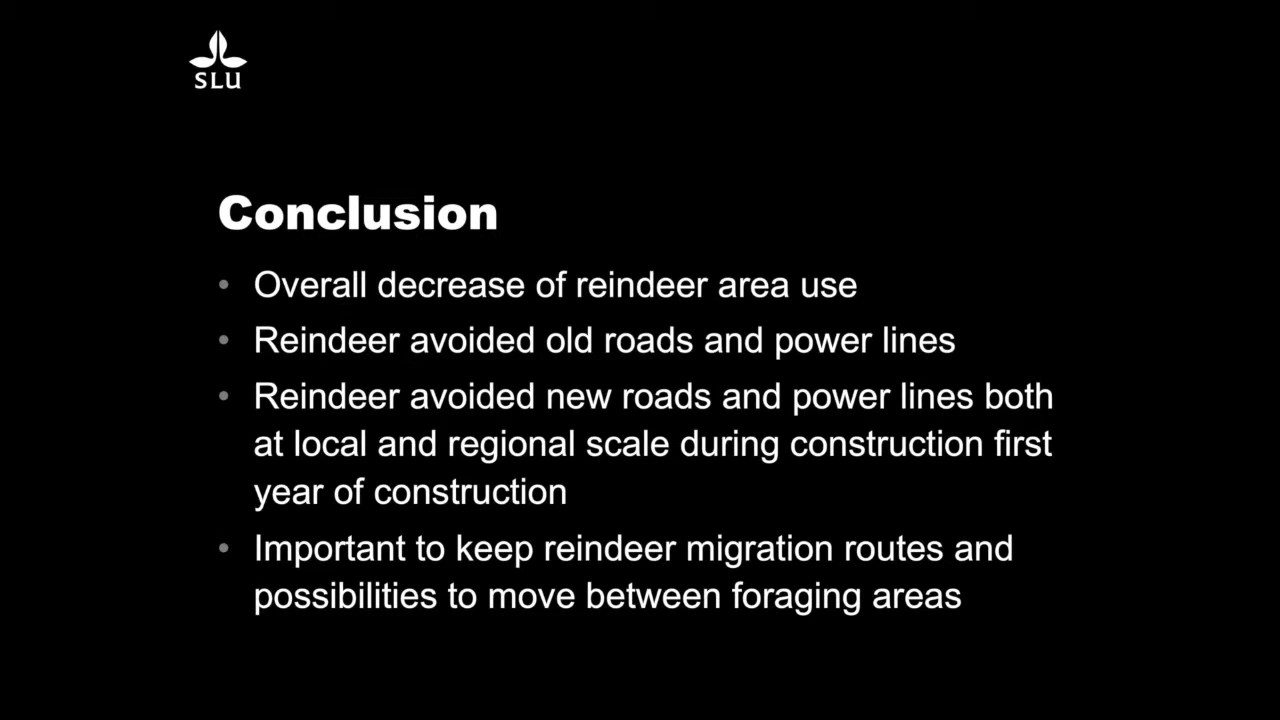 SLU
Conclusion
• Overall decrease of reindeer area use
• Reindeer avoided old roads and power lines
• Reindeer avoided new roads and power lines both
at local and regional scale during construction first
year of construction
• Important to keep reindeer migration routes and
possibilities to move between foraging areas